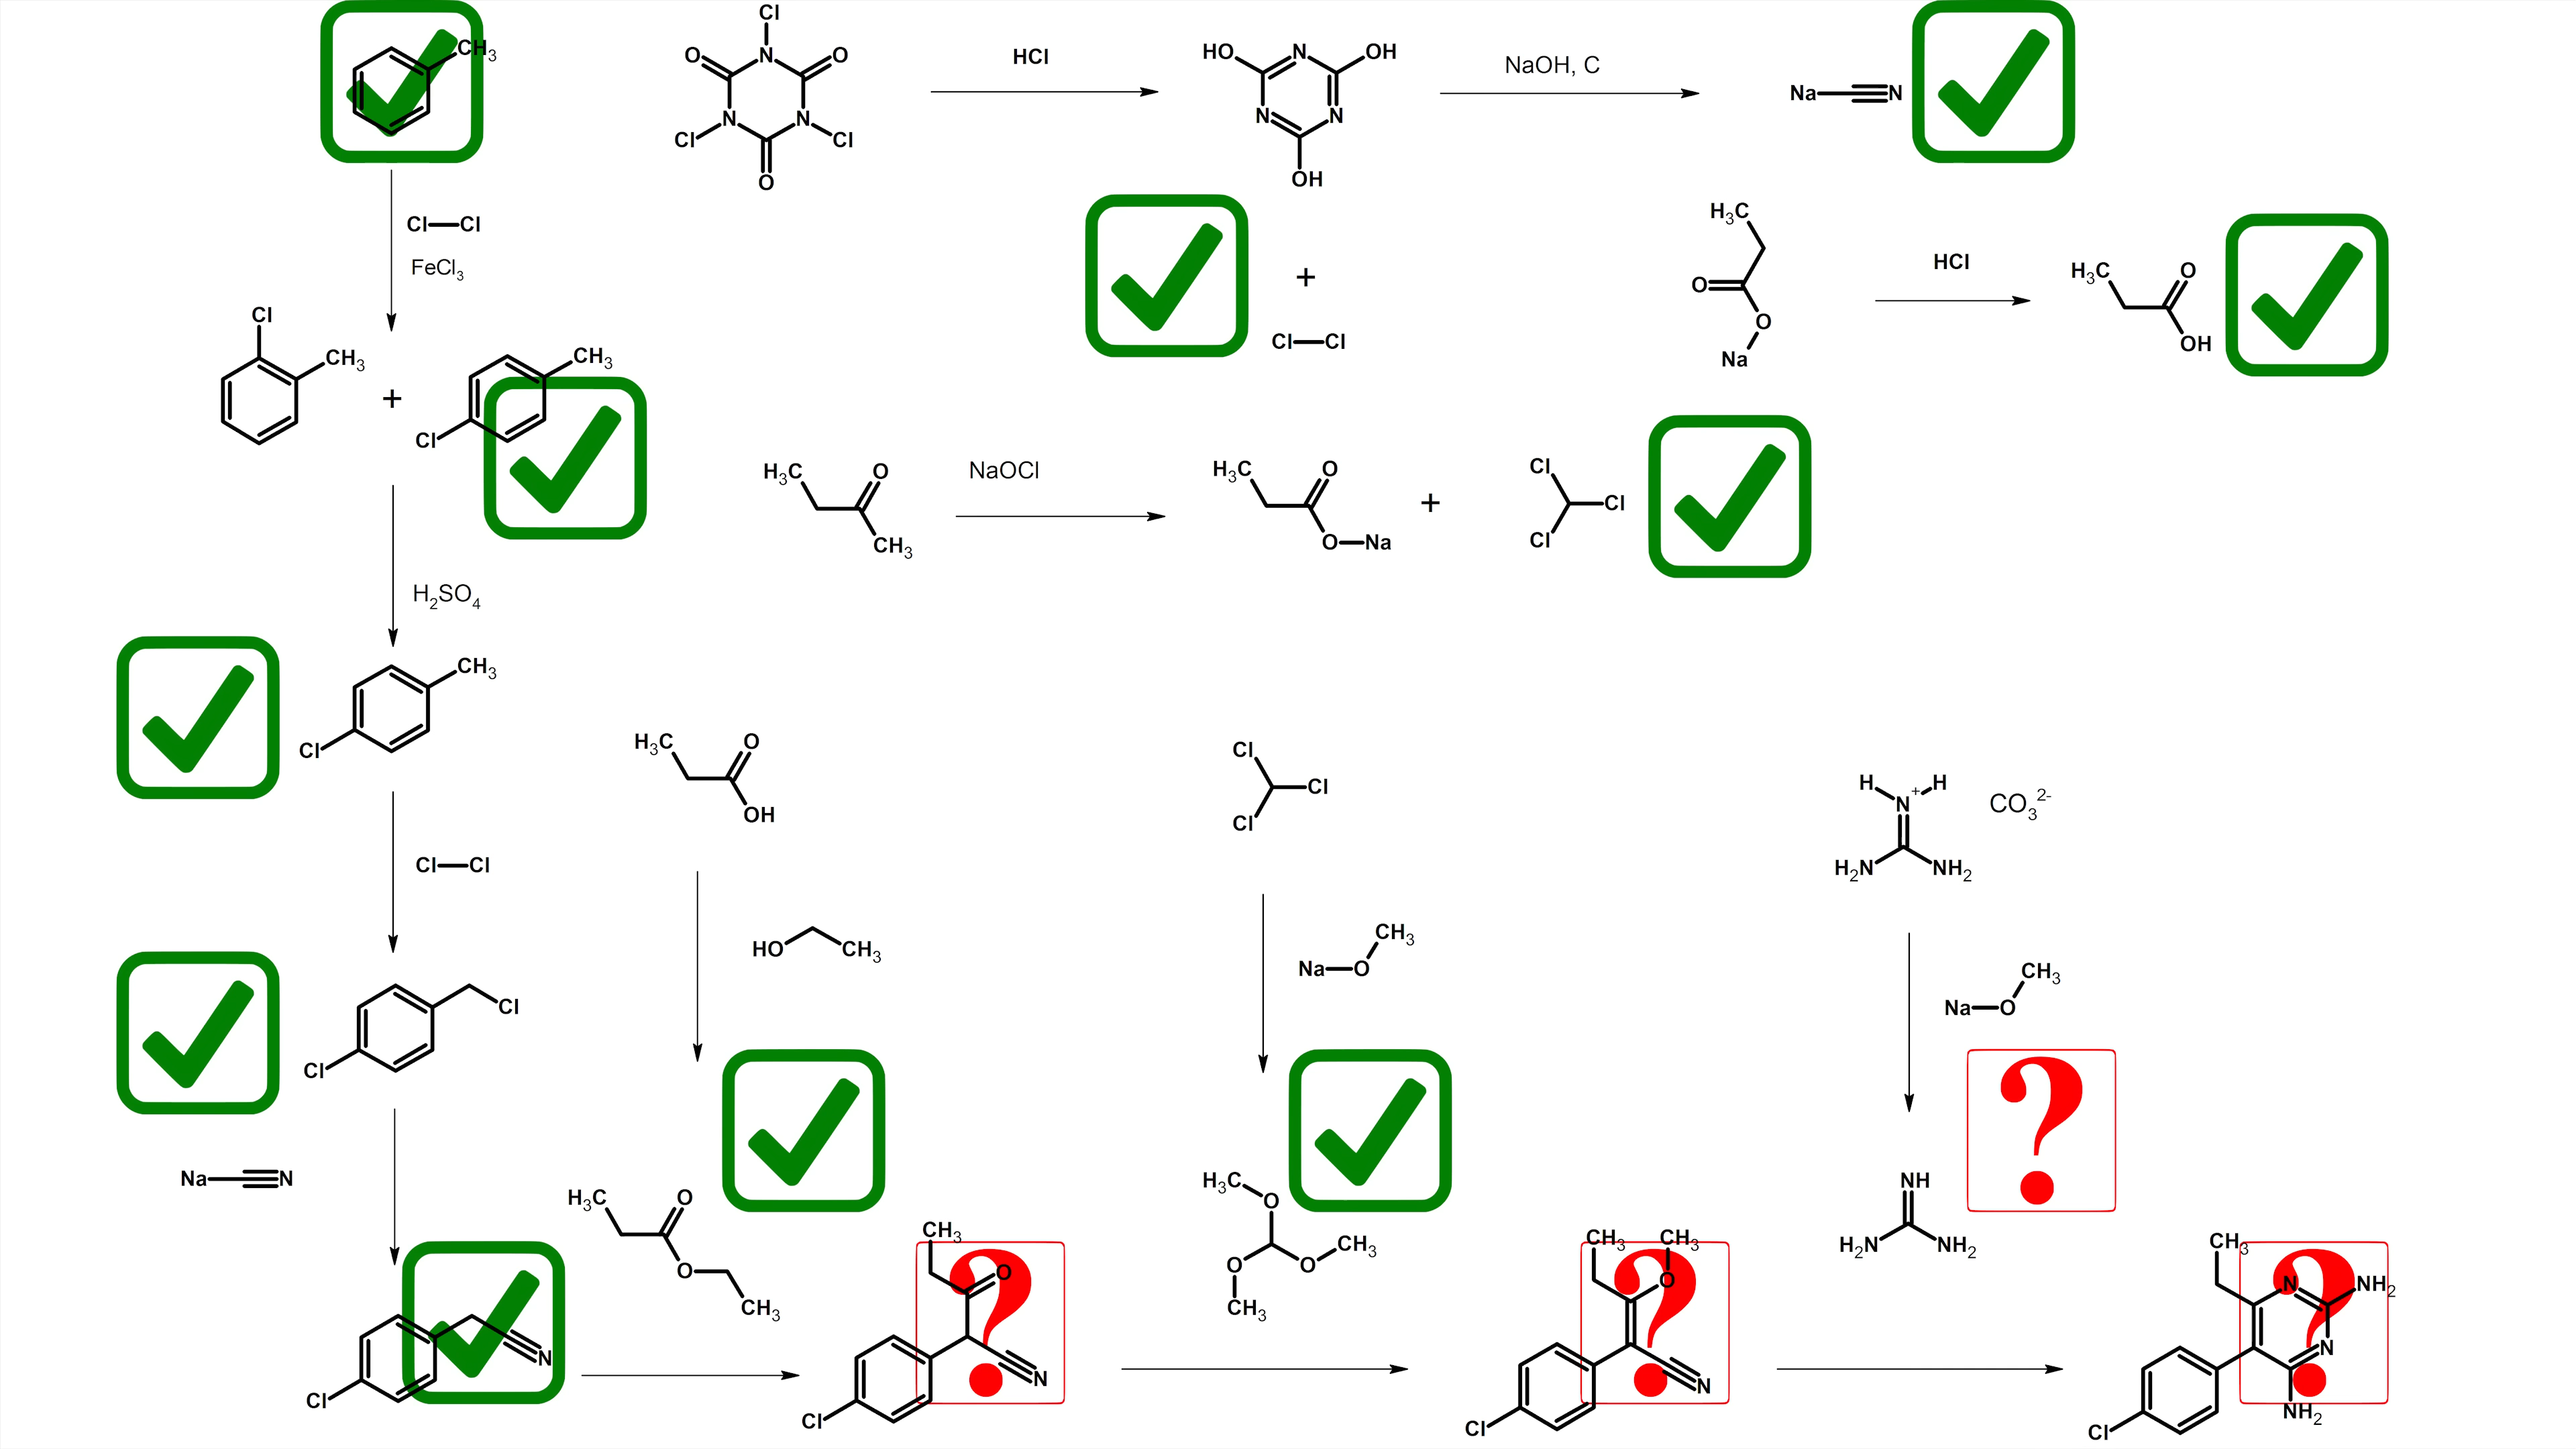 CH3
Cl
O
N
O
Cl
N
N
Cl
O
HCl
HO
N
OH
N
N
OH
NaOH, C
Na
N
Cl—Cl
FeCl3
+
Cl—Cl
H3C
O
O
Na
HCl
H3C
O
OH
Cl
CH3
+
CH3
Cl
H3C
O
CH3
NaOCl
H3C
O
O—Na
+
Cl
Cl
Cl
H2SO4
CH3
Cl
H3C
O
OH
Cl
Cl
Cl
H
H
N+
H2N
NH2
CO3 2-
Cl—Cl
HO
CH3
CH3
Na—O
CH3
Na—O
Cl
Cl
?
Na
N
H3C
O
O
CH3
H3C
O
O
O
CH3
CH3
NH
H2N
NH2
N
Cl
CH3
O
?
N
Cl
CH3
CH3
O
?
N
Cl
CH3
N
NH2
?
N
NH2
Cl